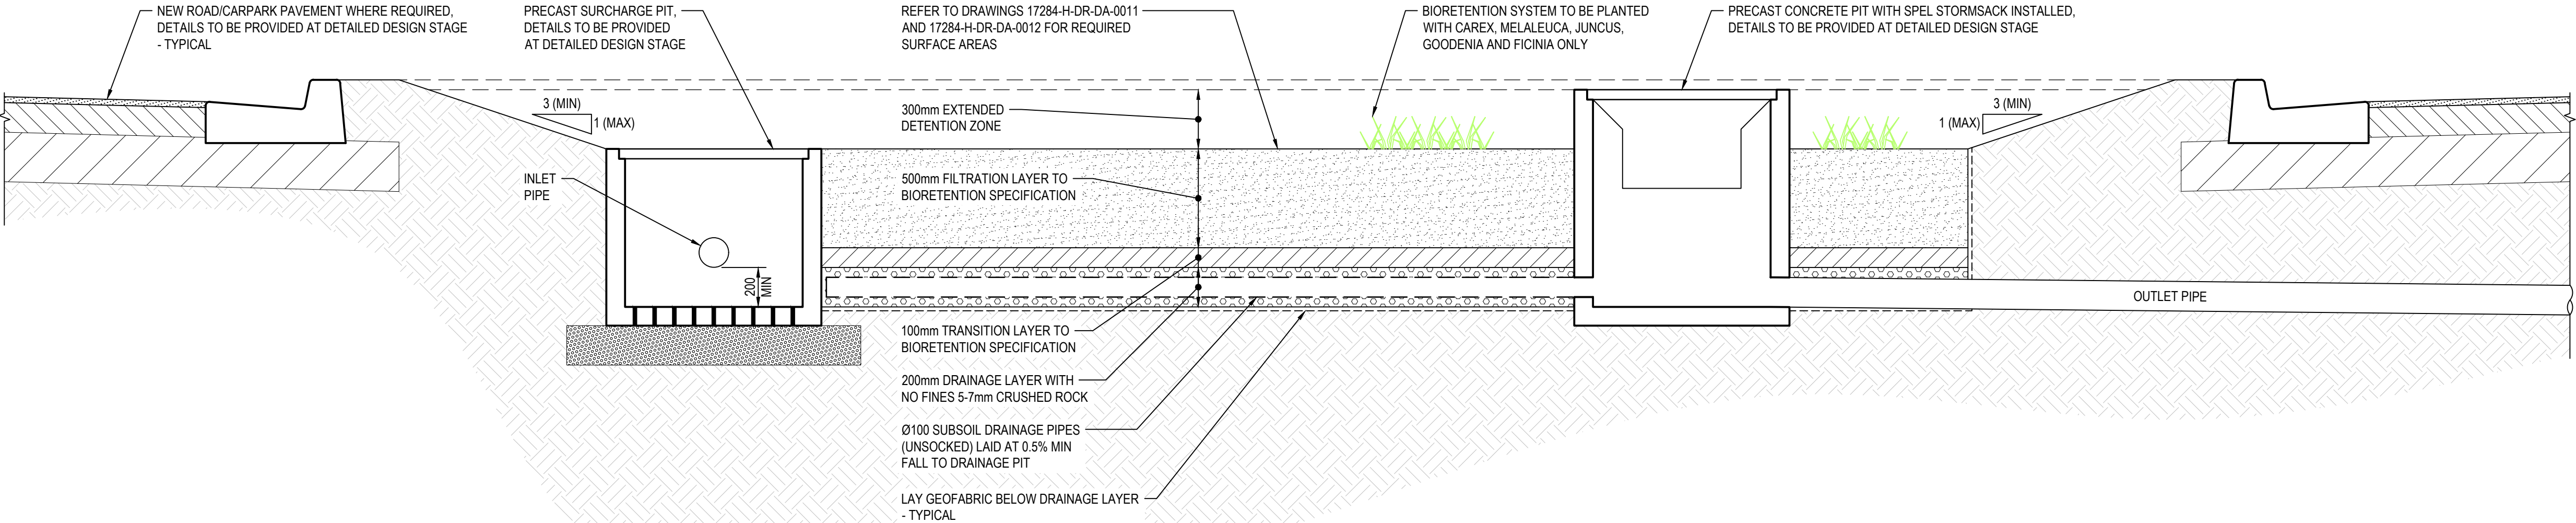 NEW ROAD/CARPARK PAVEMENT WHERE REQUIRED,
DETAILS TO BE PROVIDED AT DETAILED DESIGN STAGE
- TYPICAL
PRECAST SURCHARGE PIT,
DETAILS TO BE PROVIDED
AT DETAILED DESIGN STAGE
REFER TO DRAWINGS 17284-H-DR-DA-0011
AND 17284-H-DR-DA-0012 FOR REQUIRED
SURFACE AREAS
BIORETENTION SYSTEM TO BE PLANTED
WITH CAREX, MELALEUCA, JUNCUS,
GOODENIA AND FICINIA ONLY
PRECAST CONCRETE PIT WITH SPEL STORMSACK INSTALLED,
DETAILS TO BE PROVIDED AT DETAILED DESIGN STAGE
3 (MIN)
1 (MAX)
300mm EXTENDED
DETENTION ZONE
3 (MIN)
1 (MAX)
INLET
PIPE
500mm FILTRATION LAYER TO
BIORETENTION SPECIFICATION
200
MIN
OUTLET PIPE
100mm TRANSITION LAYER TO
BIORETENTION SPECIFICATION
200mm DRAINAGE LAYER WITH
NO FINES 5-7mm CRUSHED ROCK
Ø100 SUBSOIL DRAINAGE PIPES
(UNSOCKED) LAID AT 0.5% MIN
FALL TO DRAINAGE PIT
LAY GEOFABRIC BELOW DRAINAGE LAYER
- TYPICAL